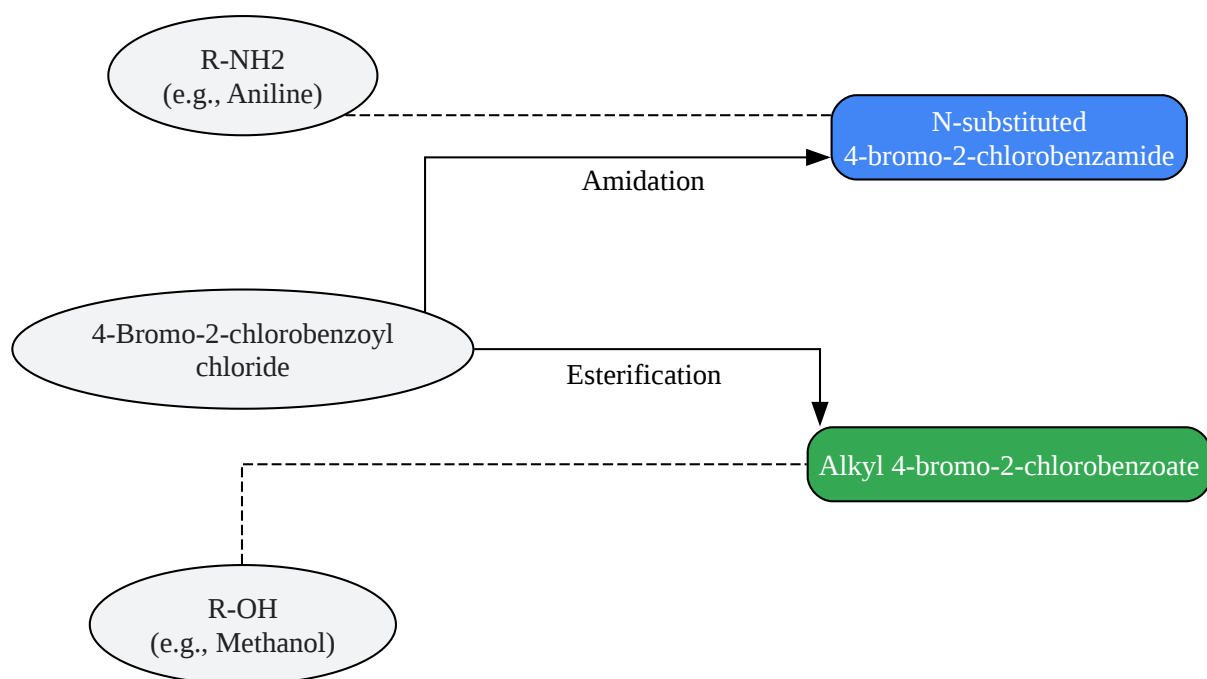 R-NH2
(e.g., Aniline)
N-substituted
4-bromo-2-chlorobenzamide
Amidation
4-Bromo-2-chlorobenzoyl
chloride
Esterification
Alkyl 4-bromo-2-chlorobenzoate
R-OH
(e.g., Methanol)